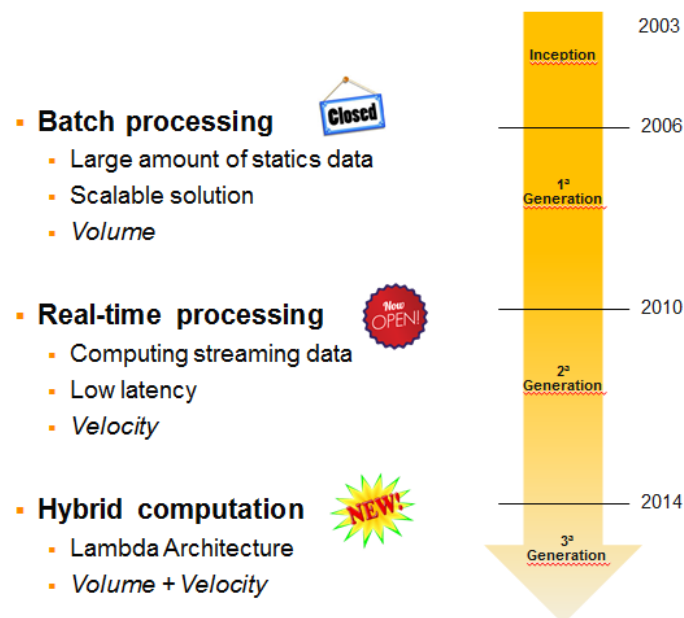 Batch processing
Closed
Large amount of statics data
Scalable solution
Volume
Real-time processing
Now
OPEN!
Computing streaming data
Low latency
Velocity
Hybrid computation
NEW!
Lambda Architecture
Volume + Velocity
2003
Inception
2006
1ª
Generation
2010
2ª
Generation
2014
3ª
Generation